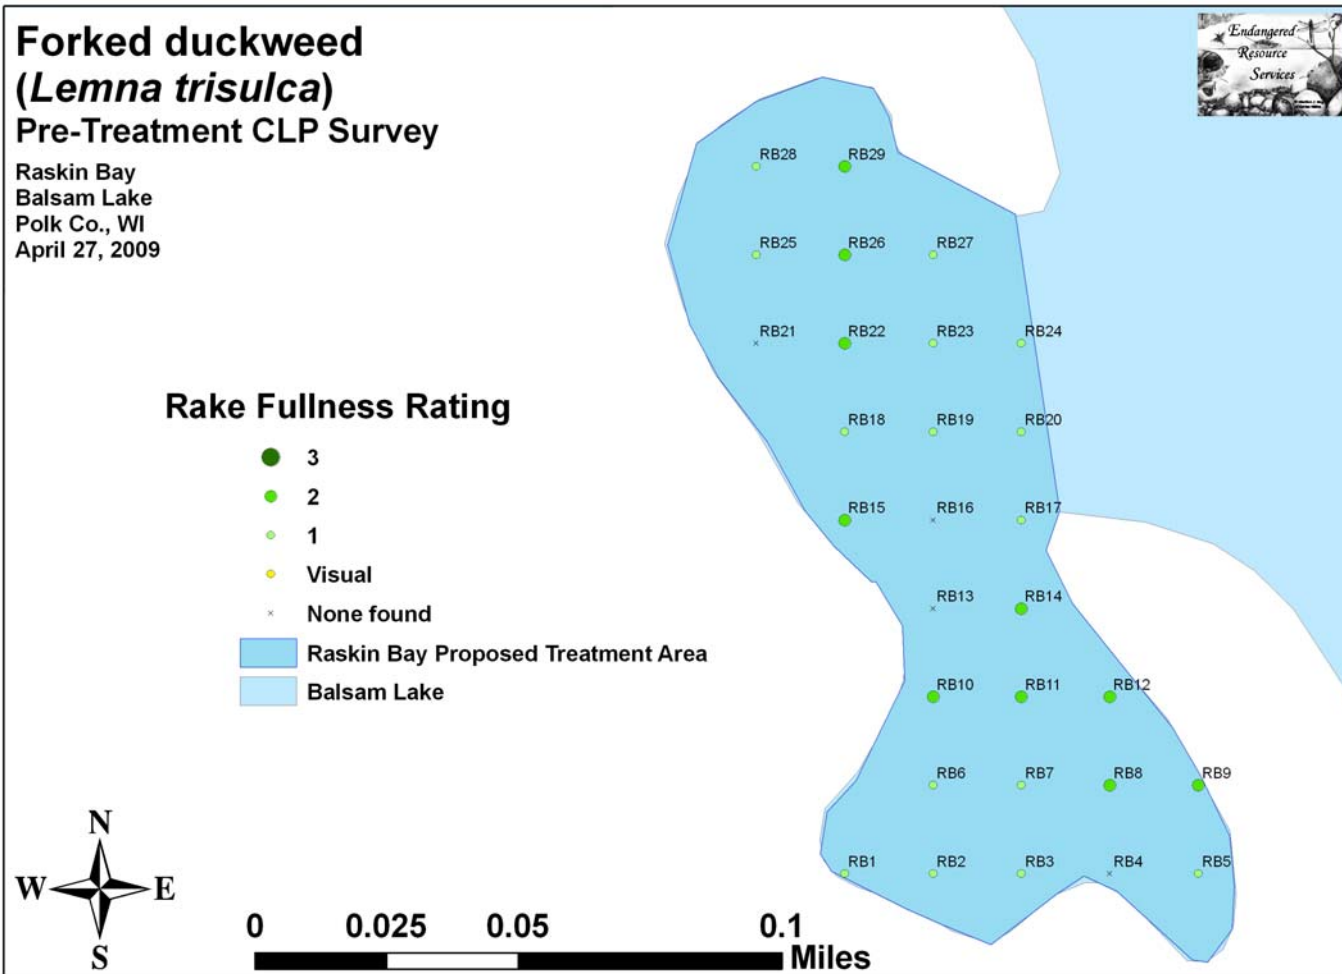 Forked duckweed
(Lemna trisulca)
Pre-Treatment CLP Survey
Raskin Bay
Balsam Lake
Polk Co., WI
April 27, 2009
Endangered
Resource
Services
RB28 RB29
RB25 RB26 RB27
RB21 RB22 RB23 RB24
Rake Fullness Rating
3
2
1
Visual
None found
Raskin Bay Proposed Treatment Area
Balsam Lake
RB18 RB19 RB20
RB15 RB16 RB17
RB13 RB14
RB10 RB11 RB12
RB6 RB7 RB8 RB9
RB1 RB2 RB3 RB4 RB5
N
W E
S
0 0.025 0.05 0.1
Miles